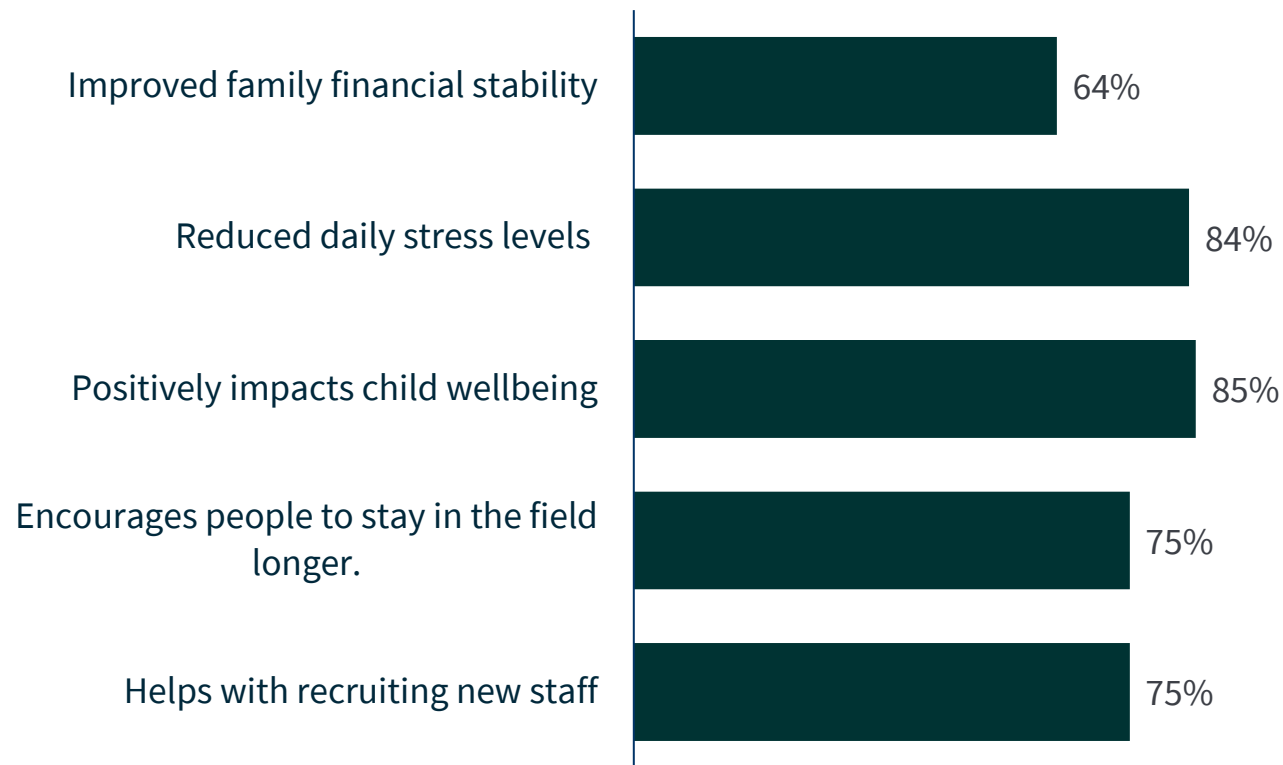 Improved family financial stability
64%
Reduced daily stress levels
84%
Positively impacts child wellbeing
85%
Encourages people to stay in the field
longer.
75%
Helps with recruiting new staff
75%